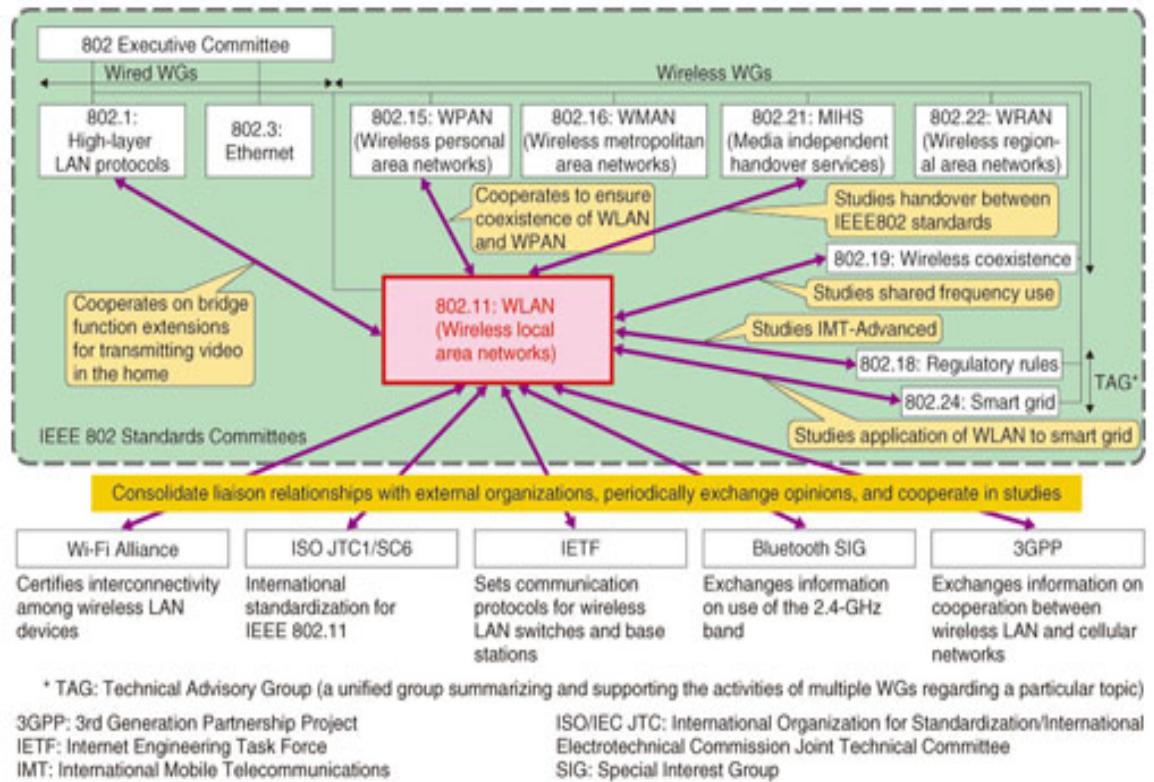 802 Executive Committee
Wired WGs
Wireless WGs
802.1:
High-layer
LAN protocols
802.3:
Ethernet
802.15: WPAN
(Wireless personal
area networks)
802.16: WMAN
(Wireless metropolitan
area networks)
802.21: MIHS
(Media independent
handover services)
802.22: WRAN
(Wireless region-
al area networks)
Cooperates to ensure
coexistence of WLAN
and WPAN
Studies handover between
IEEE802 standards
802.19: Wireless coexistence
Studies shared frequency use
Cooperates on bridge
function extensions
for transmitting video
in the home
802.11: WLAN
(Wireless local
area networks)
Studies IMT-Advanced
802.18: Regulatory rules
TAG*
802.24: Smart grid
Studies application of WLAN to smart grid
IEEE 802 Standards Committees
Consolidate liaison relationships with external organizations, periodically exchange opinions, and cooperate in studies
Wi-Fi Alliance
Certifies interconnectivity
among wireless LAN
devices
ISO JTC1/SC6
International
standardization for
IEEE 802.11
IETF
Sets communication
protocols for wireless
LAN switches and base
stations
Bluetooth SIG
Exchanges information
on use of the 2.4-GHz
band
3GPP
Exchanges information on
cooperation between
wireless LAN and cellular
networks
* TAG: Technical Advisory Group (a unified group summarizing and supporting the activities of multiple WGs regarding a particular topic)
3GPP: 3rd Generation Partnership Project
IETF: Internet Engineering Task Force
IMT: International Mobile Telecommunications
ISO/IEC JTC: International Organization for Standardization/International
Electrotechnical Commission Joint Technical Committee
SIG: Special Interest Group